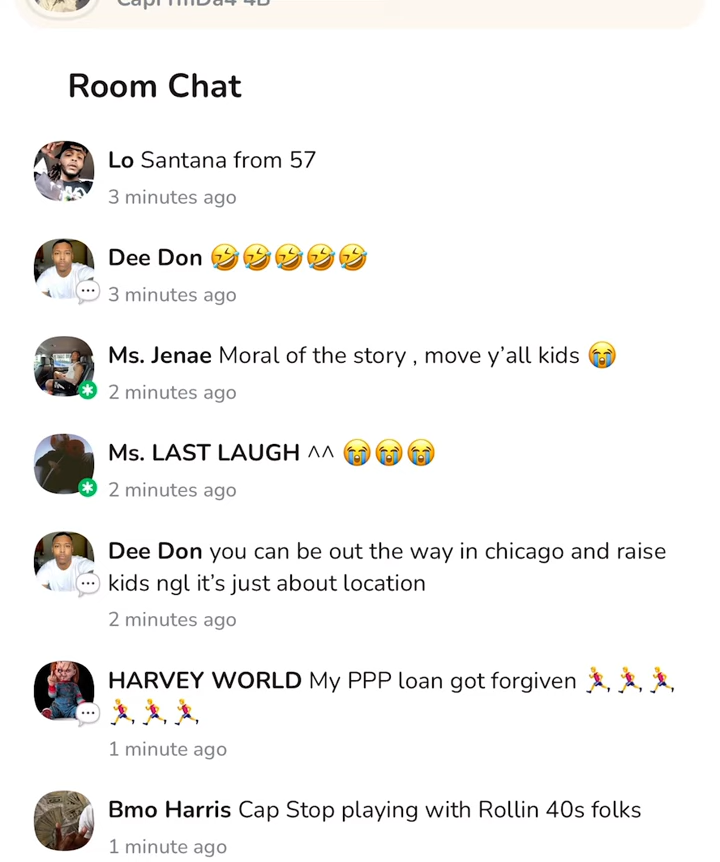 Room Chat
Lo Santana from 57
3 minutes ago
Dee Don 🤣🤣🤣🤣🤣
3 minutes ago
Ms. Jenae Moral of the story , move y’all kids 😭
2 minutes ago
Ms. LAST LAUGH ^^ 😭😭😭
2 minutes ago
Dee Don you can be out the way in chicago and raise
kids ngl it’s just about location
2 minutes ago
HARVEY WORLD My PPP loan got forgiven 🏃‍♀️🏃‍♀️🏃‍♀️
🏃‍♀️🏃‍♀️🏃‍♀️
1 minute ago
Bmo Harris Cap Stop playing with Rollin 40s folks
1 minute ago